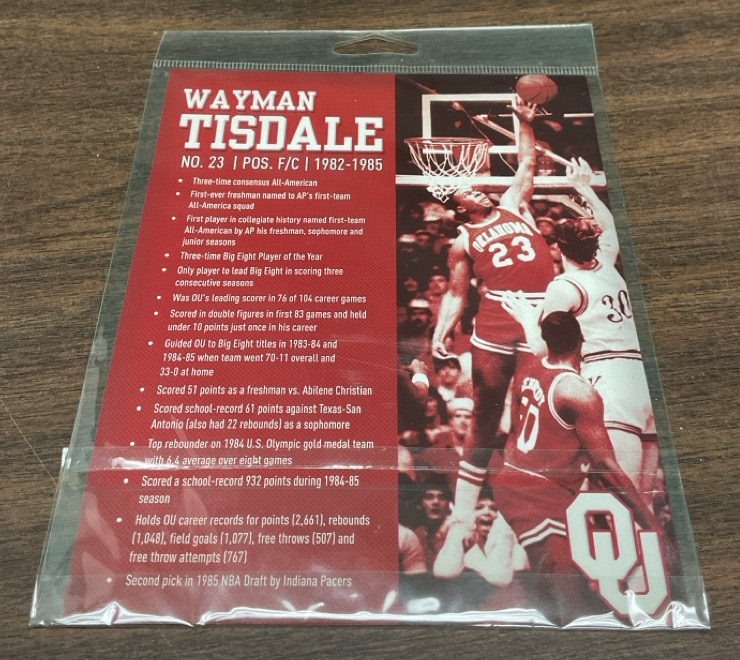 WAYMAN
TISDALE
NO. 23 | POS. F/C | 1982-1985
• Three-time consensus All-American
• First-ever freshman named to AP's first-team
All-America squad
• First player in collegiate history named first-team
All-American by AP his freshman, sophomore and
junior seasons
• Three-time Big Eight Player of the Year
• Only player to lead Big Eight in scoring three
consecutive seasons
• Was OU's leading scorer in 76 of 104 career games
• Scored in double figures in first 83 games and held
under 10 points just once in his career
• Guided OU to Big Eight titles in 1983-84 and
1984-85 when team went 70-11 overall and
33-0 at home
• Scored 51 points as a freshman vs. Abilene Christian
• Scored school-record 61 points against Texas-San
Antonio (also had 22 rebounds) as a sophomore
• Top rebounder on 1984 U.S. Olympic gold medal team
with 6.4 average over eight games
• Scored a school-record 932 points during 1984-85
season
• Holds OU career records for points (2,661), rebounds
(1,048), field goals (1,077), free throws (507) and
free throw attempts (767)
• Second pick in 1985 NBA Draft by Indiana Pacers
OKLAHOMA
23
30
OU